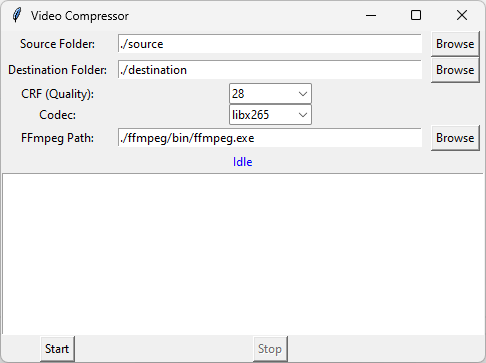 Video Compressor
Source Folder: ./source Browse
Destination Folder: ./destination Browse
CRF (Quality): 28
Codec: libx265
FFmpeg Path: ./ffmpeg/bin/ffmpeg.exe Browse
Idle
Start Stop